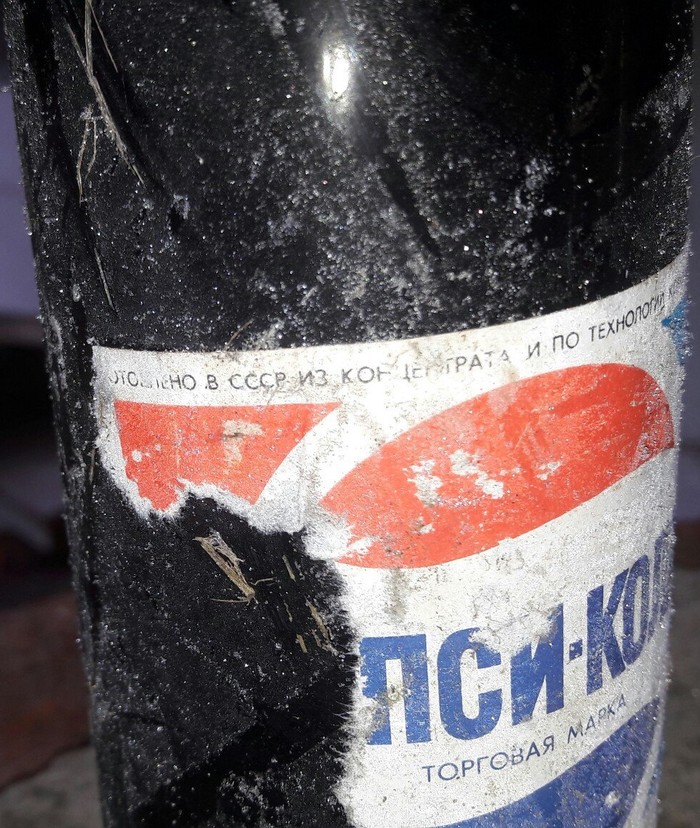 ОТОВЛЕНО В СССР ИЗ КОНЦЕНТРАТА И ПО ТЕХНОЛОГИИ
ПСИ-КОЛ
ТОРГОВАЯ МАРКА